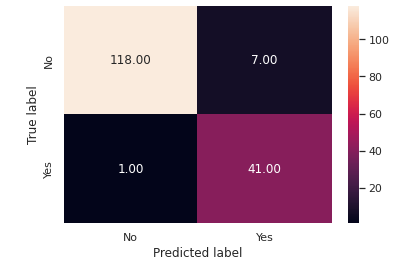 No
118.00
7.00
True label
Yes
1.00
41.00
No
Yes
Predicted label
100
80
60
40
20